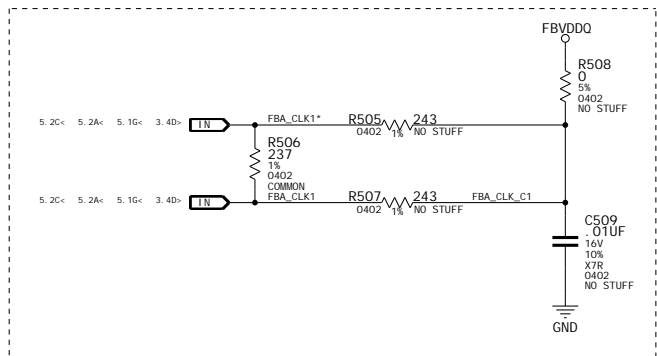 FBVDDQ
R508
0
5%
0402
NO STUFF
5.2C< 5.2A< 5.1G< 3.4D> IN FBA_CLK1* R505 243
0402 1% NO STUFF
R506
237
1%
0402
COMMON
5.2C< 5.2A< 5.1G< 3.4D> IN FBA_CLK1 R507 243 FBA_CLK_C1
0402 1% NO STUFF
C509
.01UF
16V
10%
X7R
0402
NO STUFF
GND